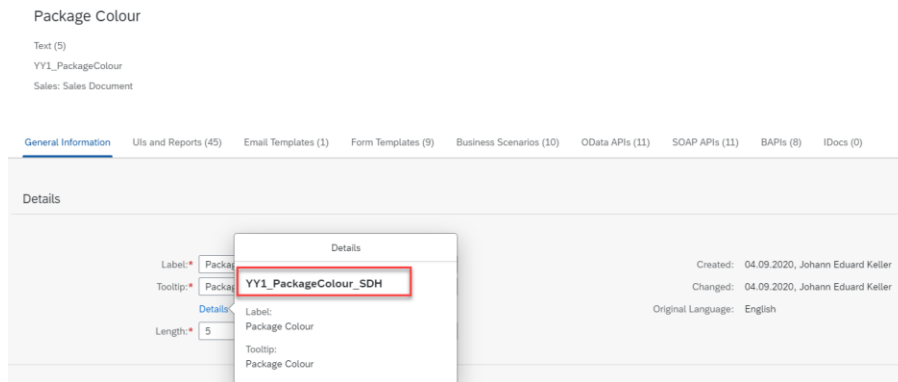 Package Colour
Text (5)
YY1_PackageColour
Sales: Sales Document
General Information UIs and Reports (45) Email Templates (1) Form Templates (9) Business Scenarios (10) OData APIs (11) SOAP APIs (11) BAPIs (8) IDocs (0)
Details
Details
Label:* Packag
YY1_PackageColour_SDH
Created: 04.09.2020, Johann Eduard Keller
Tooltip:* Packag
Changed: 04.09.2020, Johann Eduard Keller
Details
Label:
Original Language: English
Package Colour
Length:* 5
Tooltip:
Package Colour